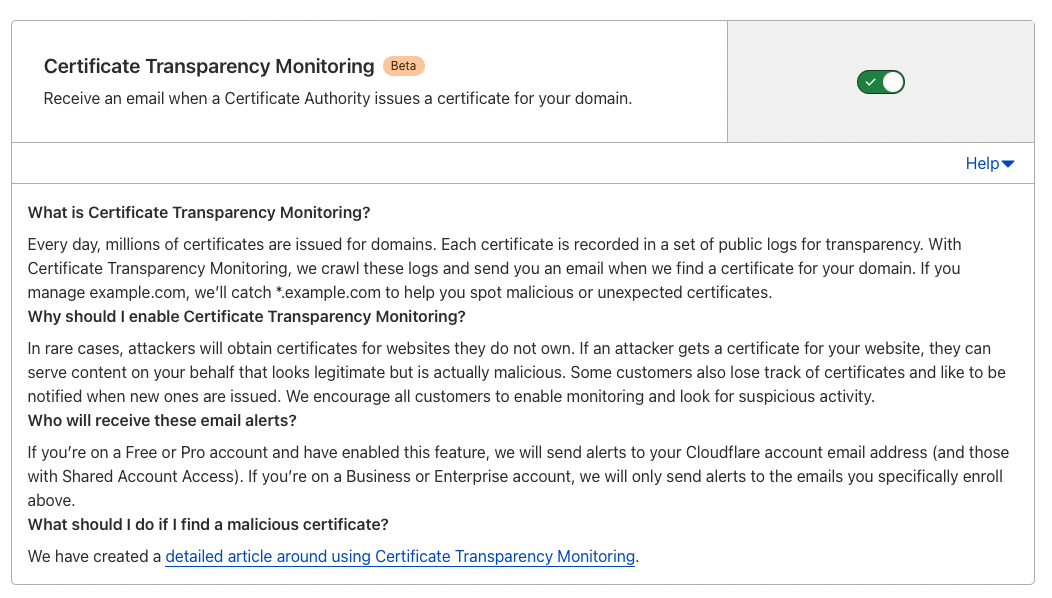 Certificate Transparency Monitoring Beta
Receive an email when a Certificate Authority issues a certificate for your domain.
Help
What is Certificate Transparency Monitoring?
Every day, millions of certificates are issued for domains. Each certificate is recorded in a set of public logs for transparency. With
Certificate Transparency Monitoring, we crawl these logs and send you an email when we find a certificate for your domain. If you
manage example.com, we’ll catch *.example.com to help you spot malicious or unexpected certificates.
Why should I enable Certificate Transparency Monitoring?
In rare cases, attackers will obtain certificates for websites they do not own. If an attacker gets a certificate for your website, they can
serve content on your behalf that looks legitimate but is actually malicious. Some customers also lose track of certificates and like to be
notified when new ones are issued. We encourage all customers to enable monitoring and look for suspicious activity.
Who will receive these email alerts?
If you’re on a Free or Pro account and have enabled this feature, we will send alerts to your Cloudflare account email address (and those
with Shared Account Access). If you’re on a Business or Enterprise account, we will only send alerts to the emails you specifically enroll
above.
What should I do if I find a malicious certificate?
We have created a detailed article around using Certificate Transparency Monitoring.